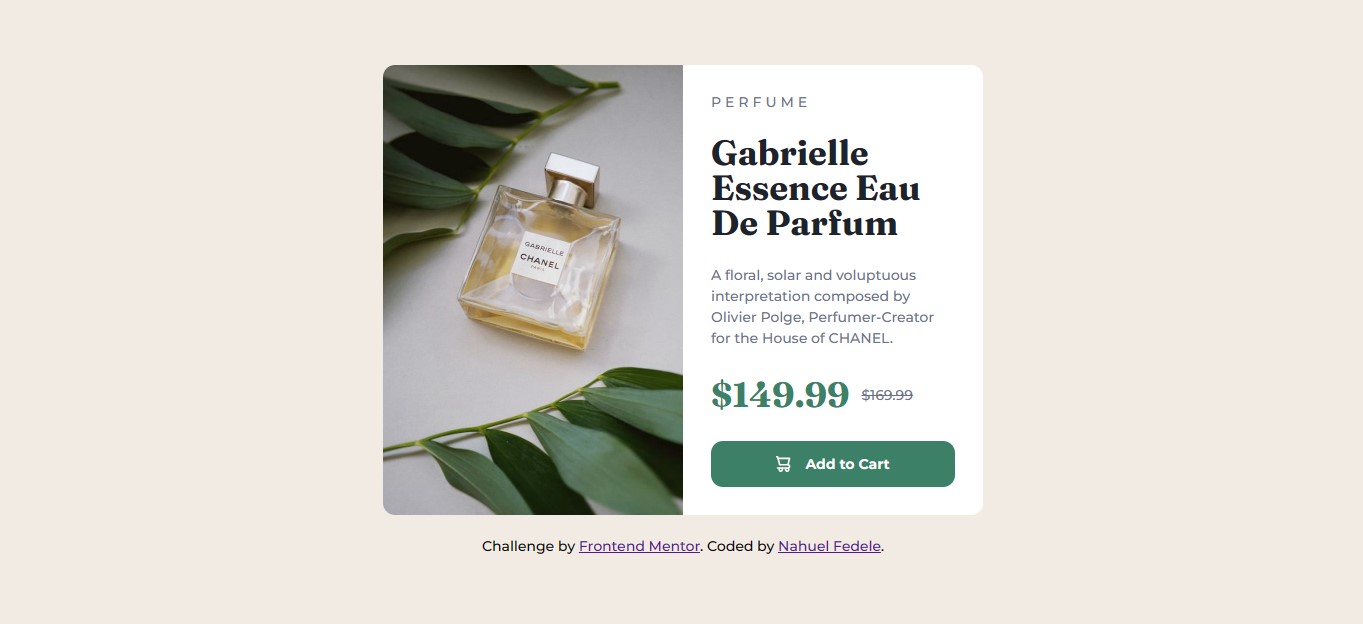 GABRIELLE
CHANEL
PARIS
PERFUME
Gabrielle
Essence Eau
De Parfum
A floral, solar and voluptuous
interpretation composed by
Olivier Polge, Perfumer-Creator
for the House of CHANEL.
$149.99 $169.99
Add to Cart
Challenge by Frontend Mentor. Coded by Nahuel Fedele.